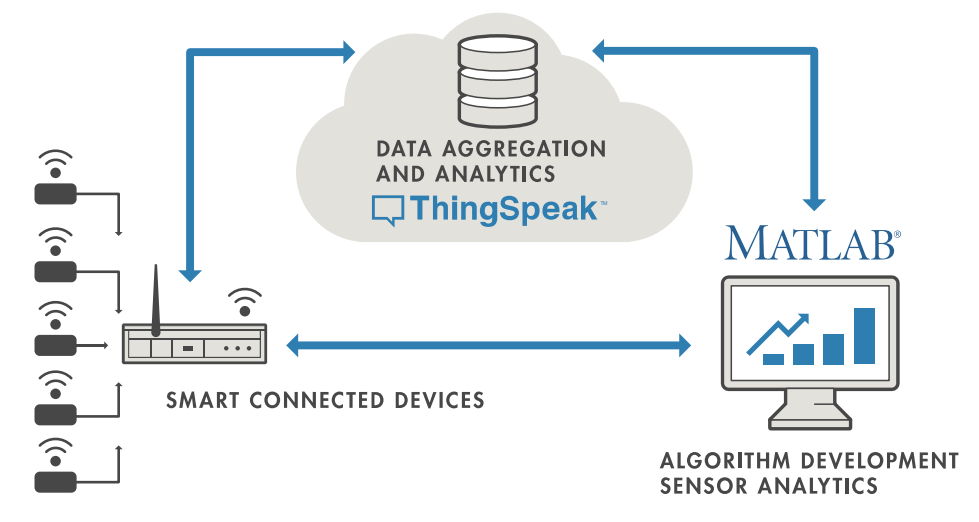 DATA AGGREGATION
AND ANALYTICS
ThingSpeak™
MATLAB®
SMART CONNECTED DEVICES
ALGORITHM DEVELOPMENT
SENSOR ANALYTICS